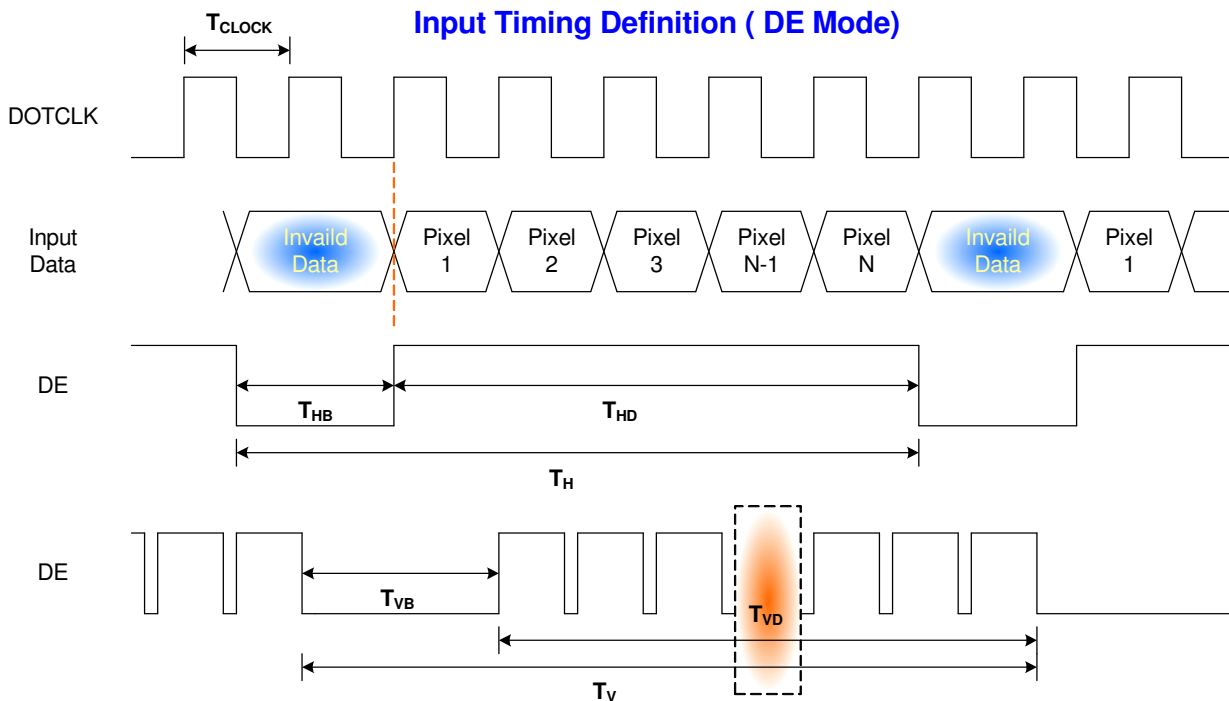 Input Timing Definition ( DE Mode)
TCLOCK
DOTCLK
Input
Data
Invaild
Data
Pixel
1
Pixel
2
Pixel
3
Pixel
N-1
Pixel
N
Invaild
Data
Pixel
1
DE
THB
THD
TH
DE
TVB
TVD
TV